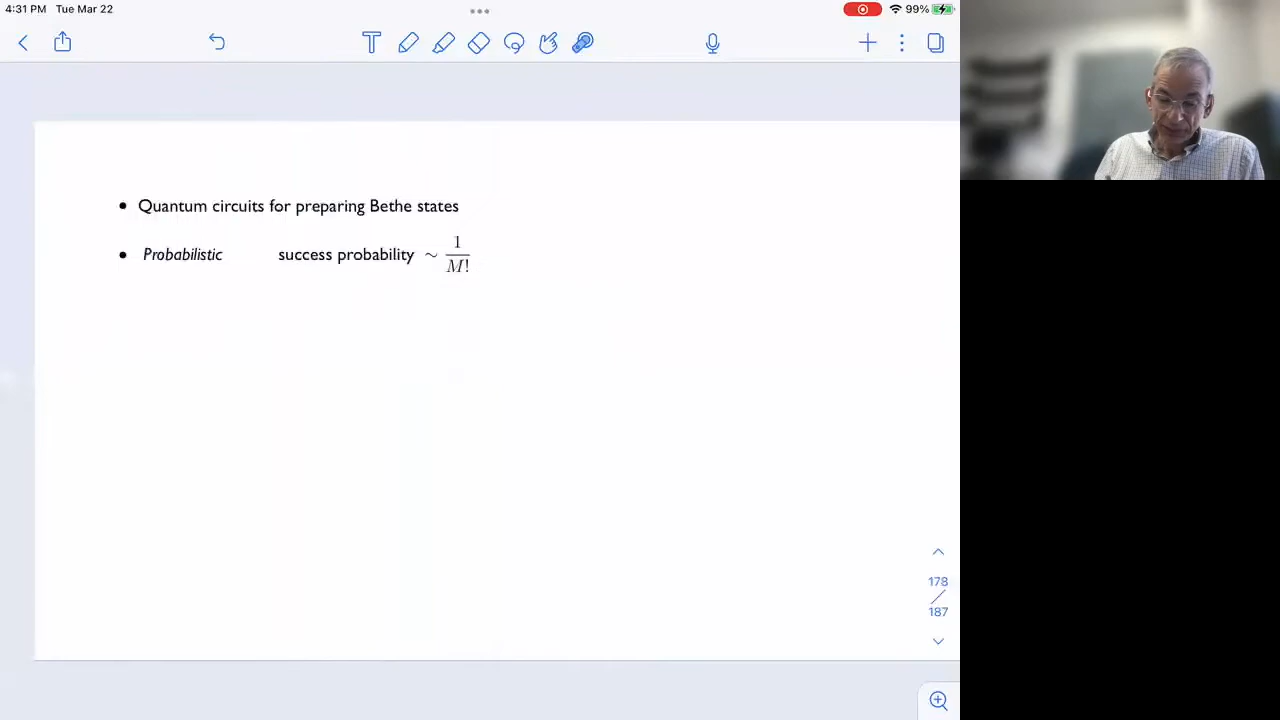 4:31 PM Tue Mar 22
99%
T
• Quantum circuits for preparing Bethe states
• Probabilistic success probability ∼ 1/M!
178
/
187